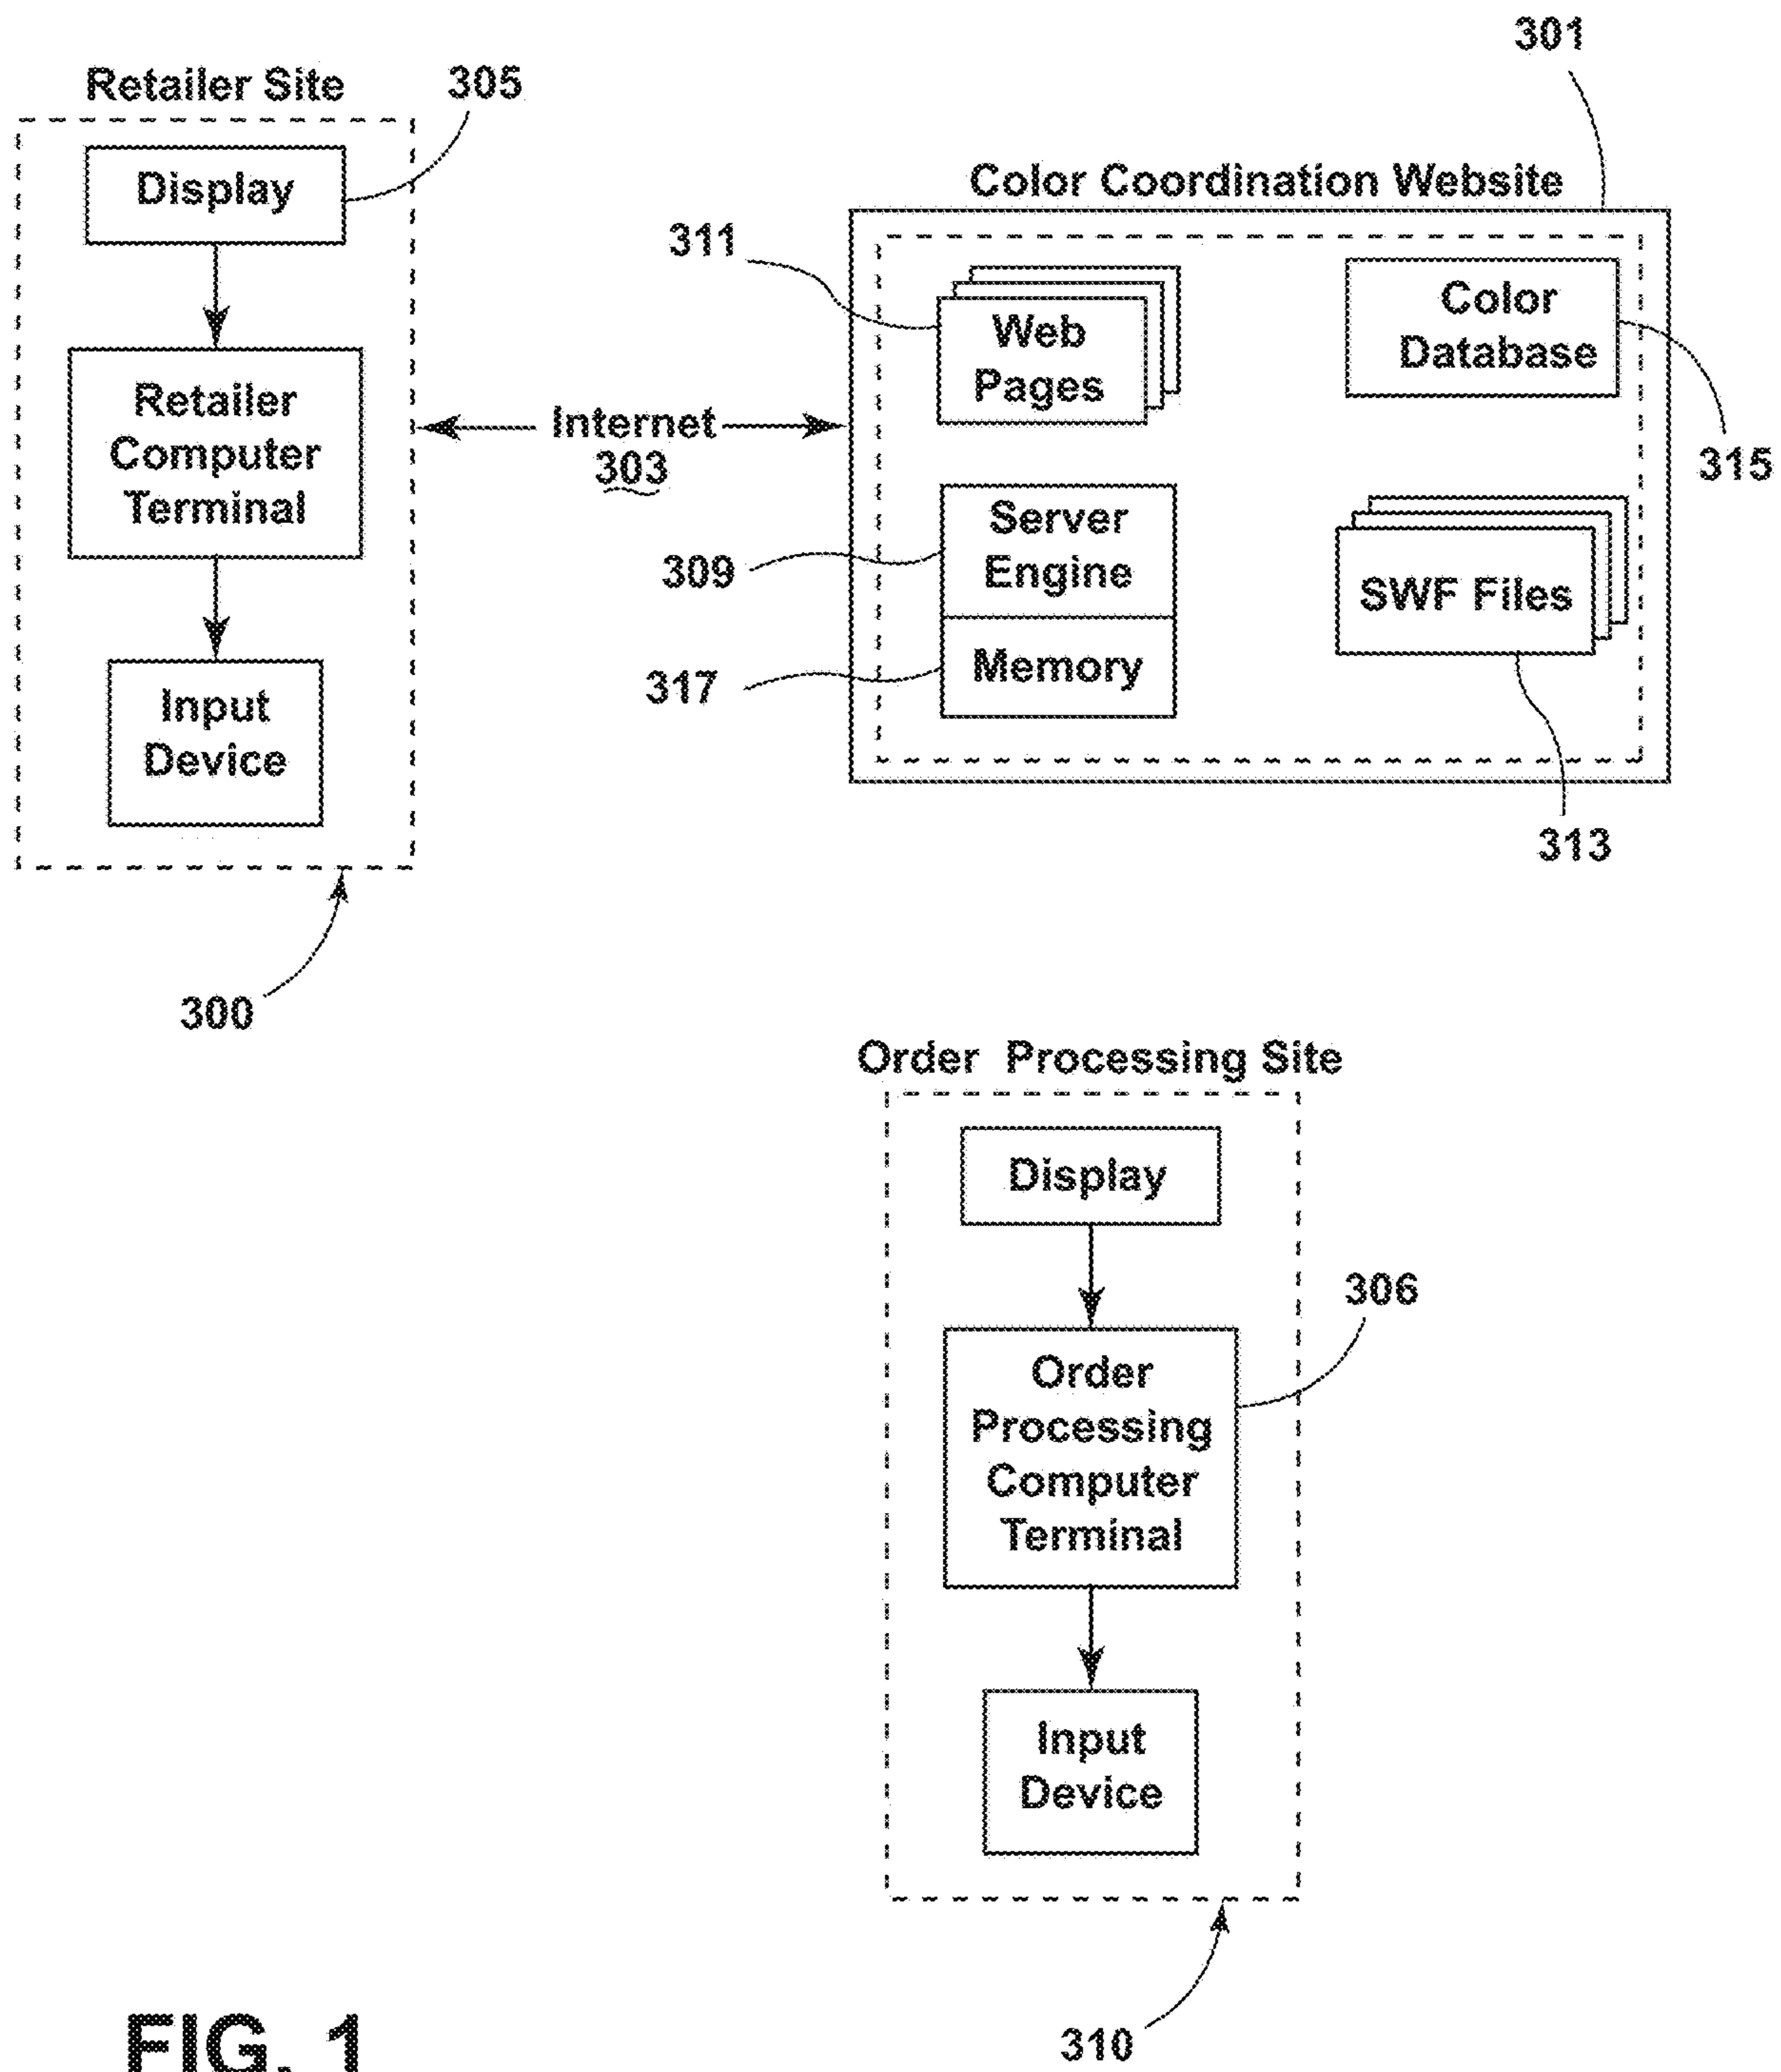 301
Retailer Site
305
Display
Color Coordination Website
311
Web
Pages
Color
Database
315
Retailer
Computer
Terminal
Internet
303
Server
Engine
309
SWF Files
Memory
317
Input
Device
313
300
Order Processing Site
Display
306
Order
Processing
Computer
Terminal
Input
Device
310
FIG. 1